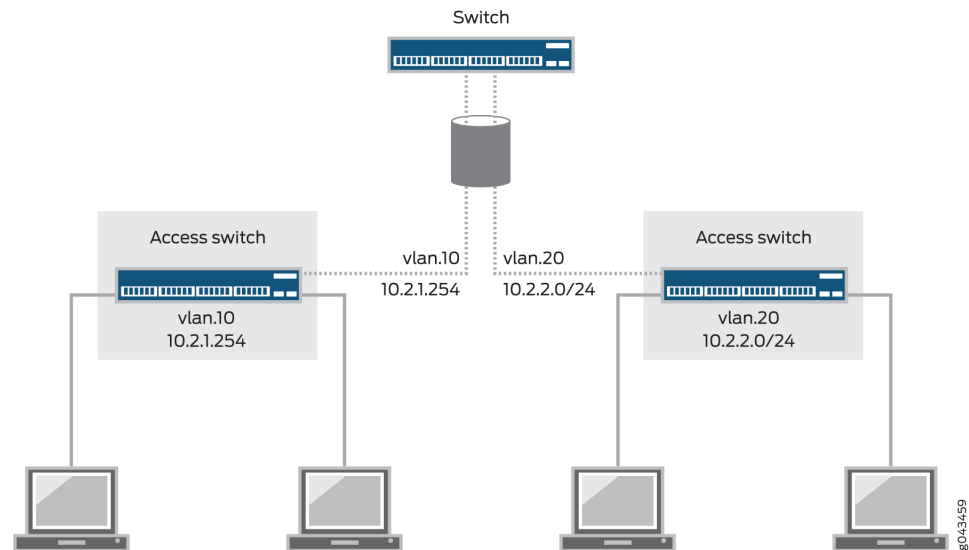 Switch
Access switch
Access switch
vlan.10
vlan.20
10.2.1.254
10.2.2.0/24
vlan.10
10.2.1.254
vlan.20
10.2.2.0/24
g043459